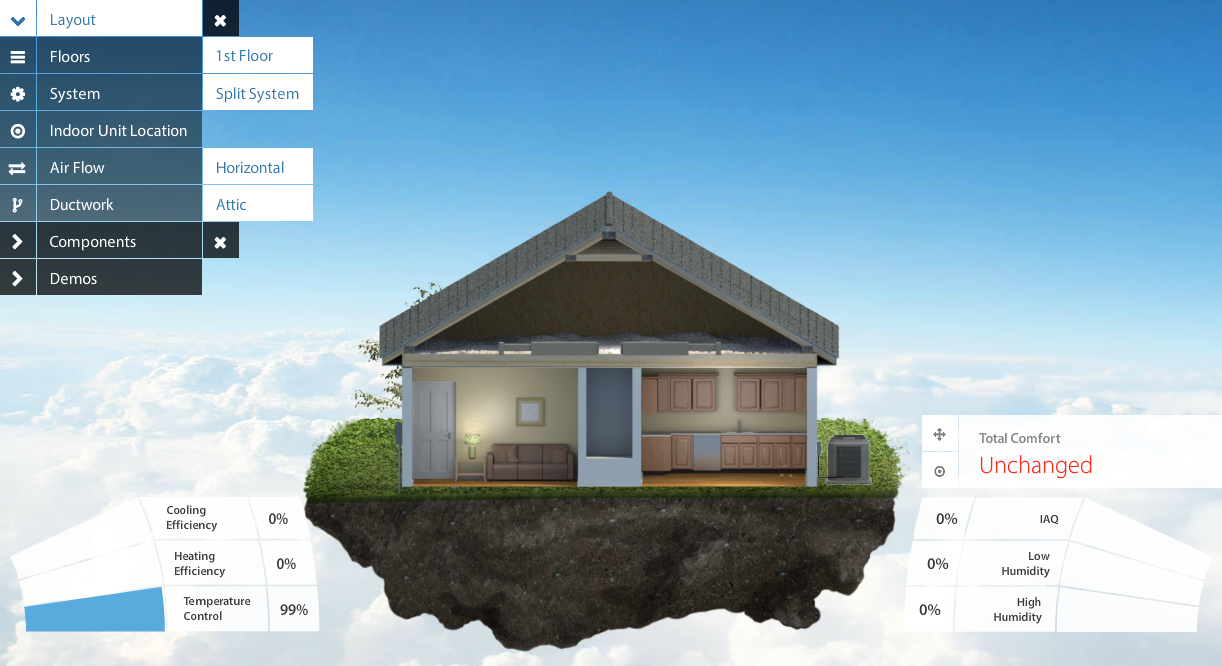 Layout
Floors
1st Floor
System
Split System
Indoor Unit Location
Air Flow
Horizontal
Ductwork
Attic
Components
Demos
Total Comfort
Unchanged
Cooling
Efficiency
0%
Heating
Efficiency
0%
Temperature
Control
99%
0%
IAQ
0%
Low
Humidity
0%
High
Humidity